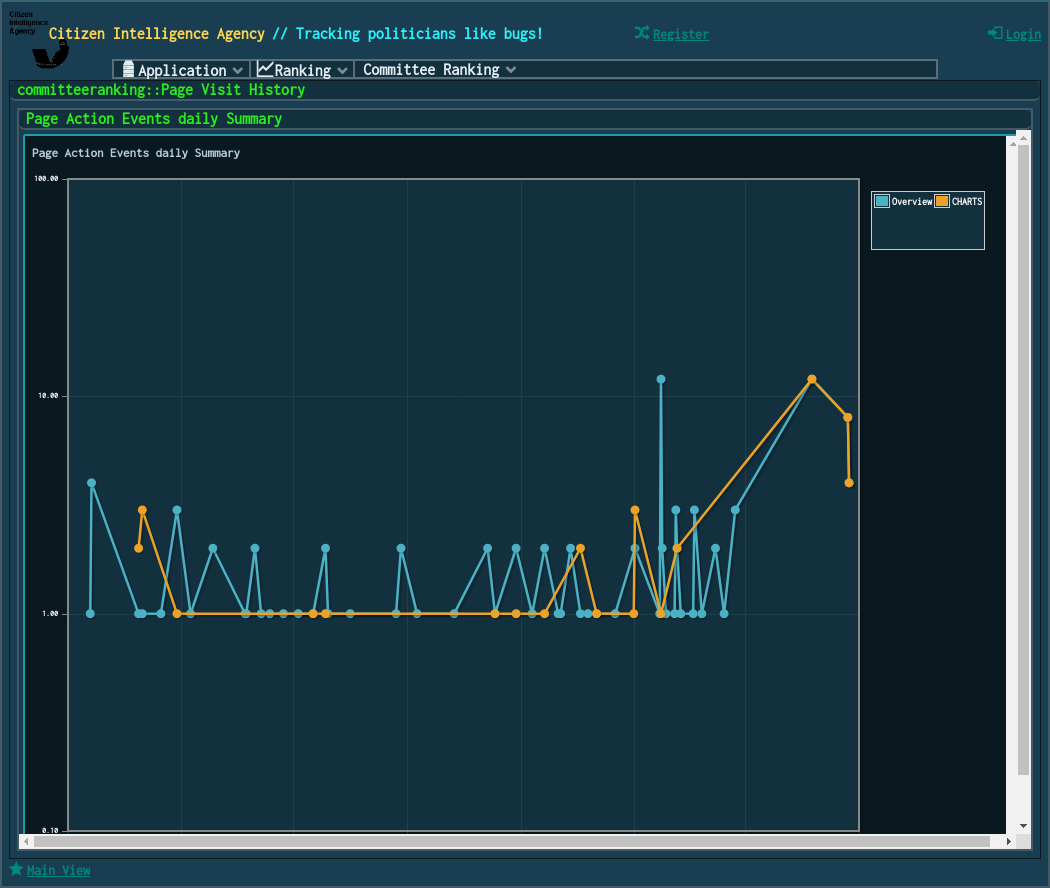 Citizen
Intelligence
Agency
Citizen Intelligence Agency // Tracking politicians like bugs!
Register
Login
Application
Ranking
Committee Ranking
committeeranking::Page Visit History
Page Action Events daily Summary
Page Action Events daily Summary
100.00
Overview
CHARTS
10.00
1.00
0.10
Main View